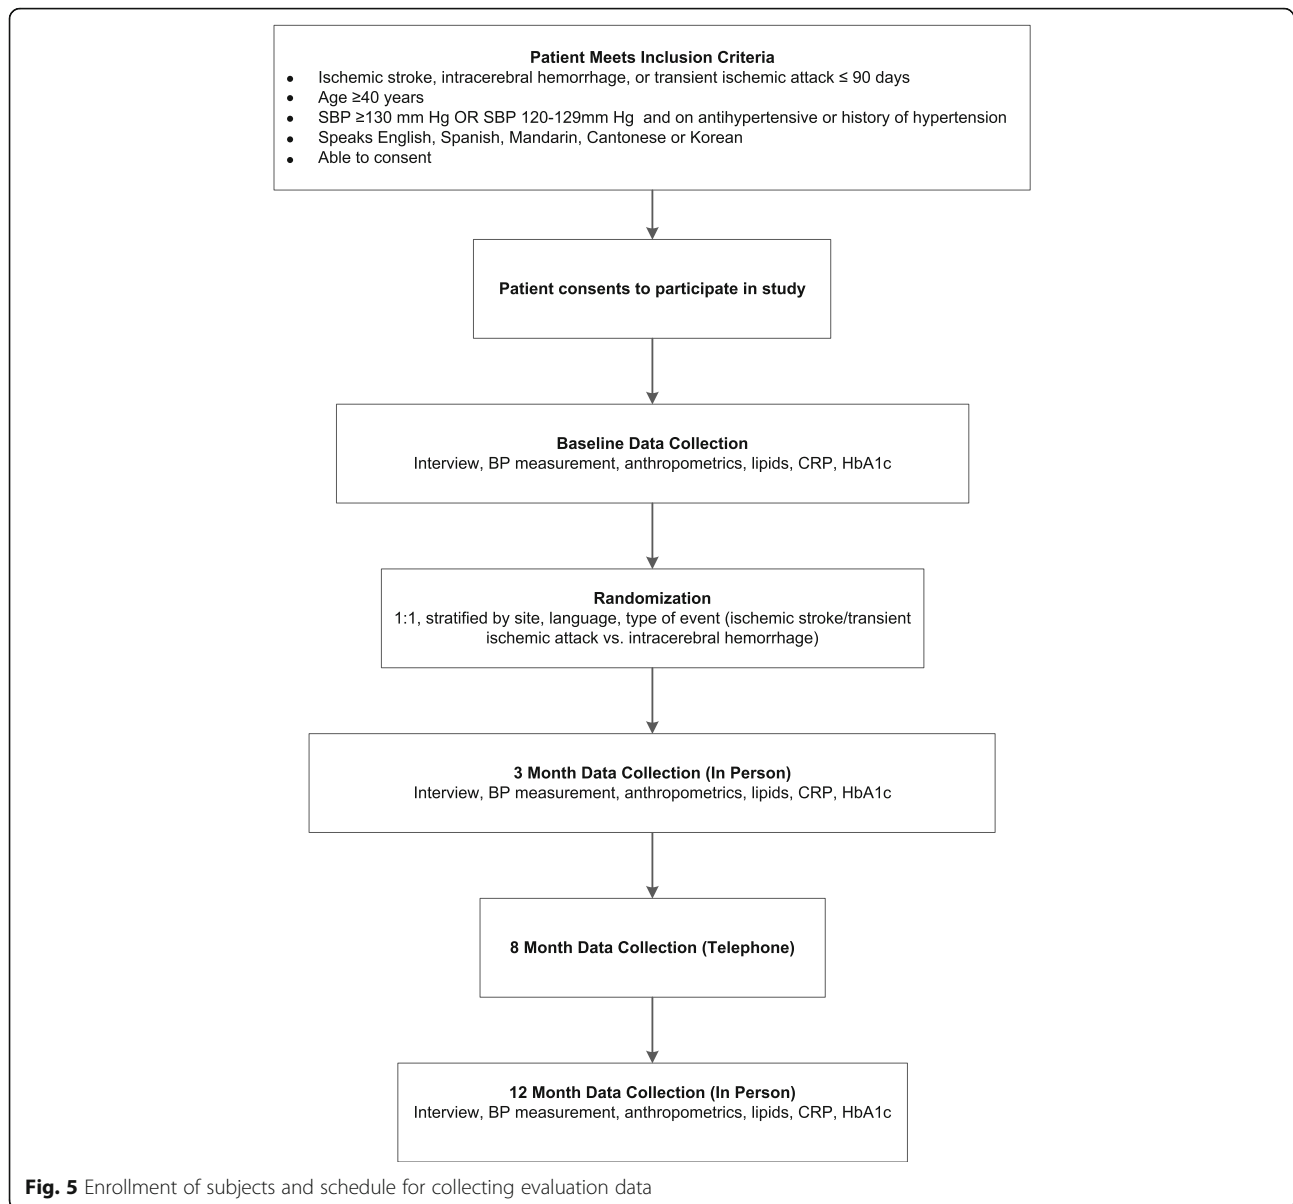 Patient Meets Inclusion Criteria
● Ischemic stroke, intracerebral hemorrhage, or transient ischemic attack ≤ 90 days
● Age ≥40 years
● SBP ≥130 mm Hg OR SBP 120-129mm Hg and on antihypertensive or history of hypertension
● Speaks English, Spanish, Mandarin, Cantonese or Korean
● Able to consent
Patient consents to participate in study
Baseline Data Collection
Interview, BP measurement, anthropometrics, lipids, CRP, HbA1c
Randomization
1:1, stratified by site, language, type of event (ischemic stroke/transient
ischemic attack vs. intracerebral hemorrhage)
3 Month Data Collection (In Person)
Interview, BP measurement, anthropometrics, lipids, CRP, HbA1c
8 Month Data Collection (Telephone)
12 Month Data Collection (In Person)
Interview, BP measurement, anthropometrics, lipids, CRP, HbA1c
Fig. 5 Enrollment of subjects and schedule for collecting evaluation data